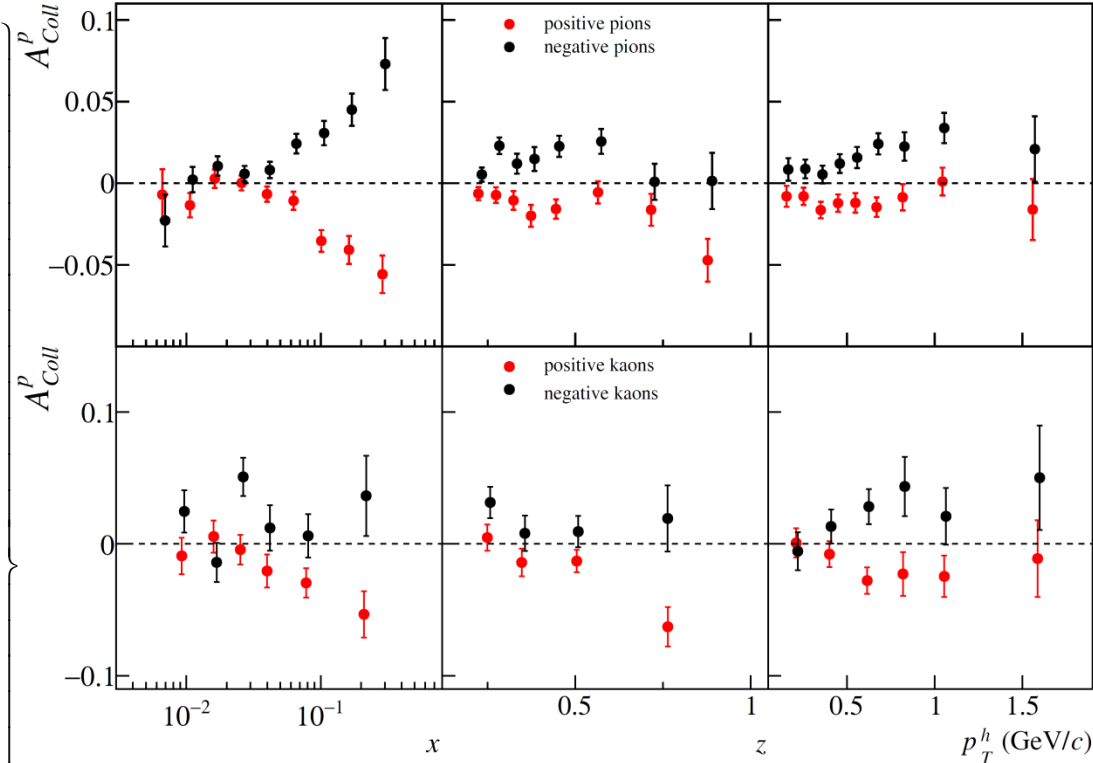 A^p_Coll
0.1
0.05
0
−0.05
positive pions
negative pions
A^p_Coll
0.1
0
−0.1
positive kaons
negative kaons
10^−2
10^−1
x
0.5
1
z
0.5
1
1.5
p_T^h (GeV/c)